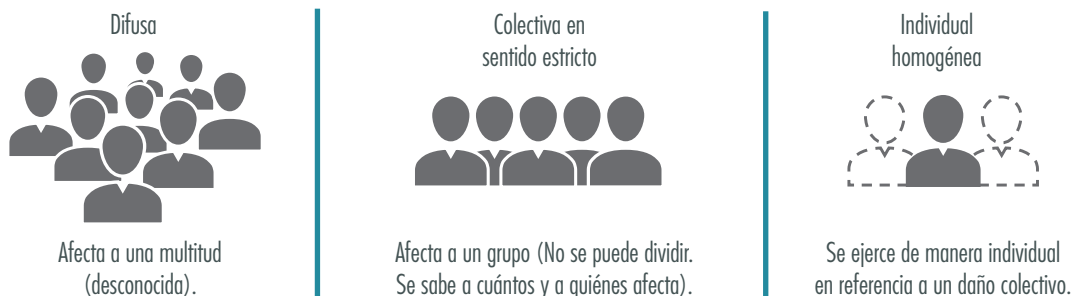 Difusa
Afecta a una multitud
(desconocida).
Colectiva en
sentido estricto
Afecta a un grupo (No se puede dividir.
Se sabe a cuántos y a quiénes afecta).
Individual
homogénea
Se ejerce de manera individual
en referencia a un daño colectivo.